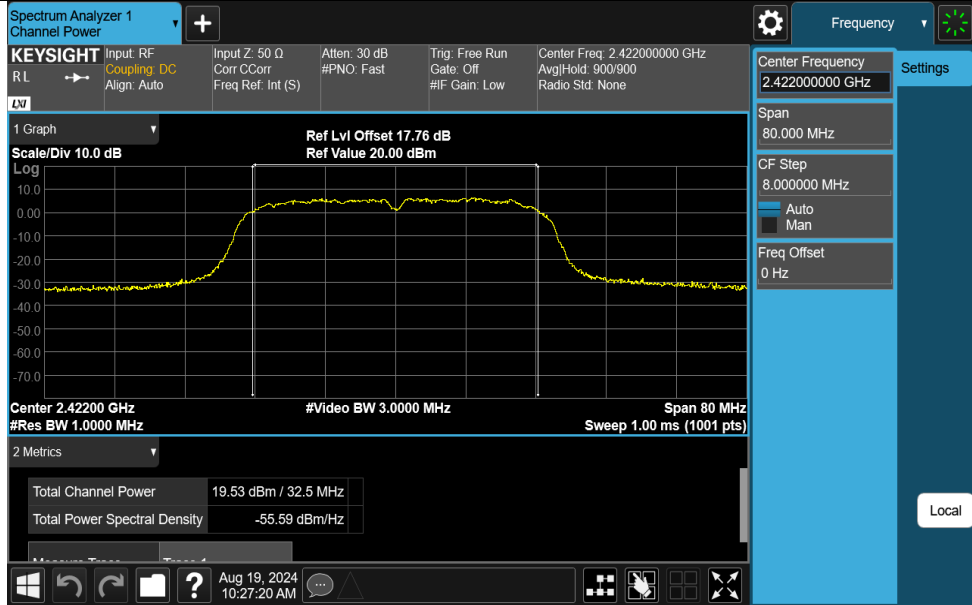 Spectrum Analyzer 1
Channel Power
+
Frequency
KEYSIGHT
R L
LXI
Input: RF
Coupling: DC
Align: Auto
Input Z: 50 Ω
Corr CCorr
Freq Ref: Int (S)
Atten: 30 dB
#PNO: Fast
Trig: Free Run
Gate: Off
#IF Gain: Low
Center Freq: 2.422000000 GHz
Avg|Hold: 900/900
Radio Std: None
Center Frequency
2.422000000 GHz
Settings
Span
80.000 MHz
CF Step
8.000000 MHz
Auto
Man
Freq Offset
0 Hz
Local
1 Graph
Scale/Div 10.0 dB
Ref Lvl Offset 17.76 dB
Ref Value 20.00 dBm
Log
10.0
0.00
-10.0
-20.0
-30.0
-40.0
-50.0
-60.0
-70.0
Center 2.42200 GHz
#Video BW 3.0000 MHz
Span 80 MHz
#Res BW 1.0000 MHz
Sweep 1.00 ms (1001 pts)
2 Metrics
Total Channel Power 19.53 dBm / 32.5 MHz
Total Power Spectral Density -55.59 dBm/Hz
?
Aug 19, 2024
10:27:20 AM